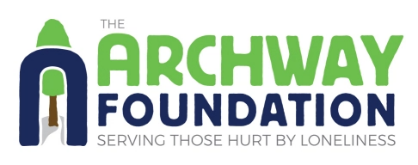 THE
ARCHWAY
FOUNDATION
SERVING THOSE HURT BY LONELINESS